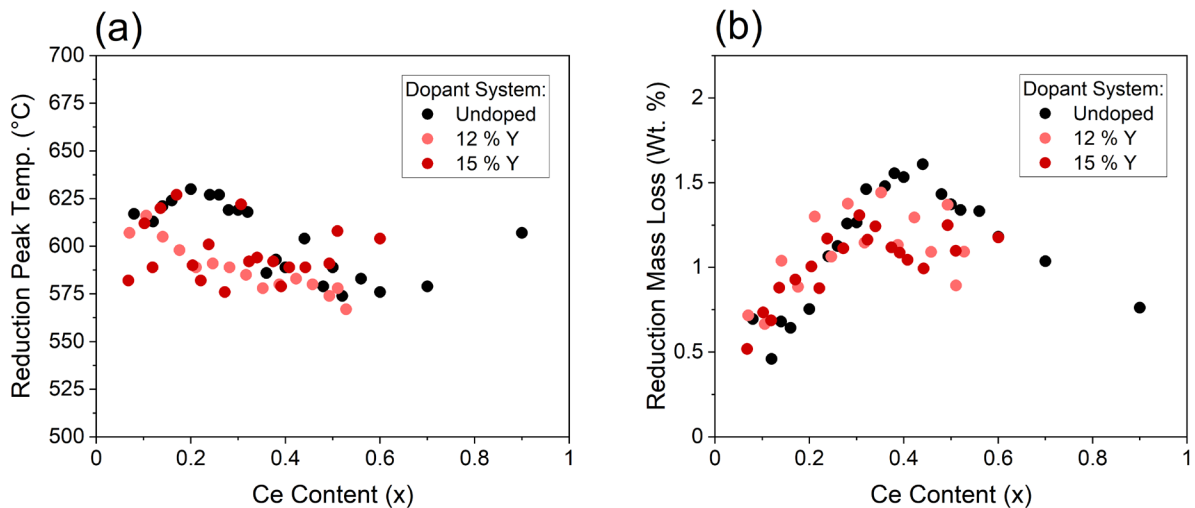 (a)
Reduction Peak Temp. (°C)
700
675
650
625
600
575
550
525
500
0
0.2
0.4
0.6
0.8
1
Ce Content (x)
Dopant System:
Undoped
12 % Y
15 % Y
(b)
Reduction Mass Loss (Wt. %)
2
1.5
1
0.5
0
0
0.2
0.4
0.6
0.8
1
Ce Content (x)
Dopant System:
Undoped
12 % Y
15 % Y